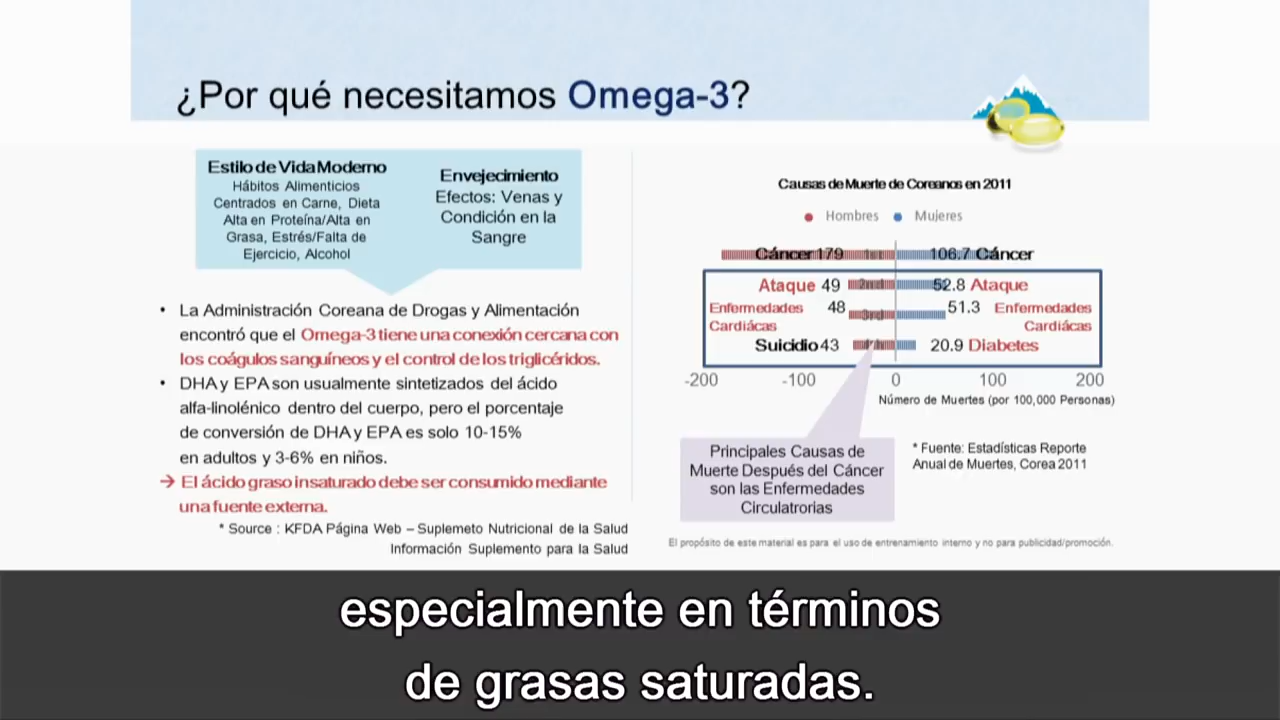 ¿Por qué necesitamos Omega-3?
Estilo de Vida Moderno
Hábitos Alimenticios
Centrados en Carne, Dieta
Alta en Proteína/Alta en
Grasa, Estrés/Falta de
Ejercicio, Alcohol
Envejecimiento
Efectos: Venas y
Condición en la
Sangre
• La Administración Coreana de Drogas y Alimentación
encontró que el Omega-3 tiene una conexión cercana con
los coágulos sanguíneos y el control de los triglicéridos.
• DHA y EPA son usualmente sintetizados del ácido
alfa-linolénico dentro del cuerpo, pero el porcentaje
de conversión de DHA y EPA es solo 10-15%
en adultos y 3-6% en niños.
→ El ácido graso insaturado debe ser consumido mediante
una fuente externa.
* Source : KFDA Página Web – Suplemeto Nutricional de la Salud
Información Suplemento para la Salud
Causas de Muerte de Coreanos en 2011
Hombres Mujeres
Cáncer 179 1st 106.7 Cáncer
Ataque 49 2nd 52.8 Ataque
Enfermedades 48 3rd 51.3 Enfermedades
Cardiácas Cardiácas
Suicidio 43 20.9 Diabetes
-200 -100 0 100 200
Número de Muertes (por 100,000 Personas)
Principales Causas de
Muerte Después del Cáncer
son las Enfermedades
Circulatrorias
* Fuente: Estadísticas Reporte
Anual de Muertes, Corea 2011
El propósito de este material es para el uso de entrenamiento interno y no para publicidad/promoción.
especialmente en términos
de grasas saturadas.